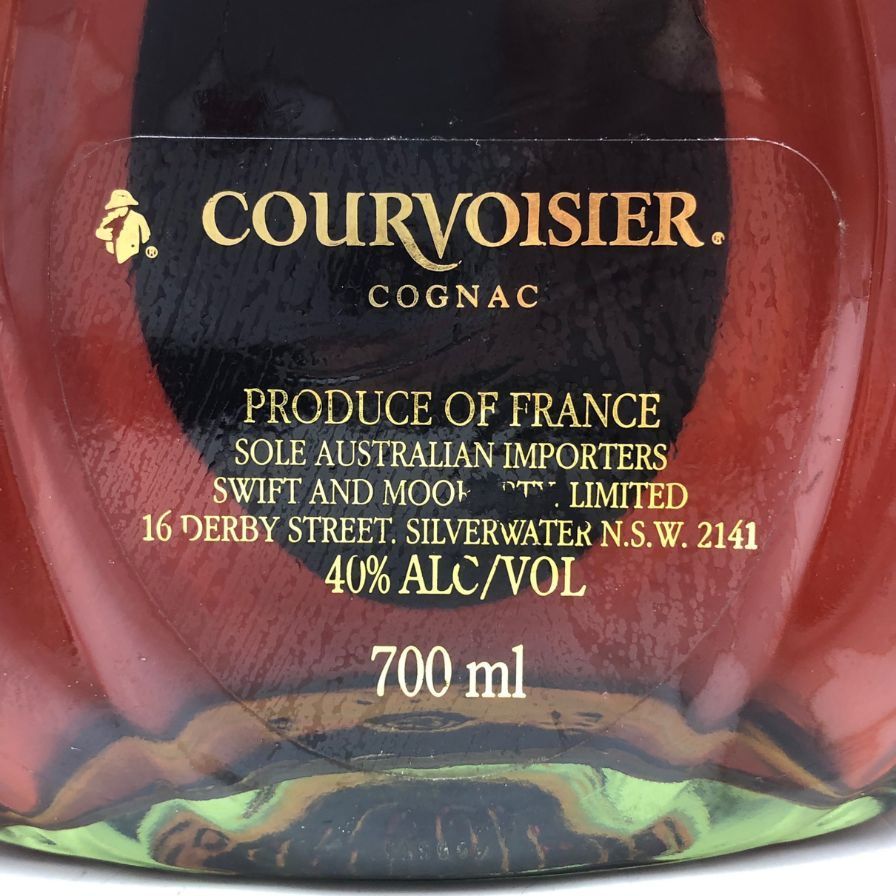 COURVOISIER®
®
COGNAC
PRODUCE OF FRANCE
SOLE AUSTRALIAN IMPORTERS
SWIFT AND PTY. LIMITED
16 DERBY STREET. SILVERWATER N.S.W. 2141
40% ALC/VOL
700 ml